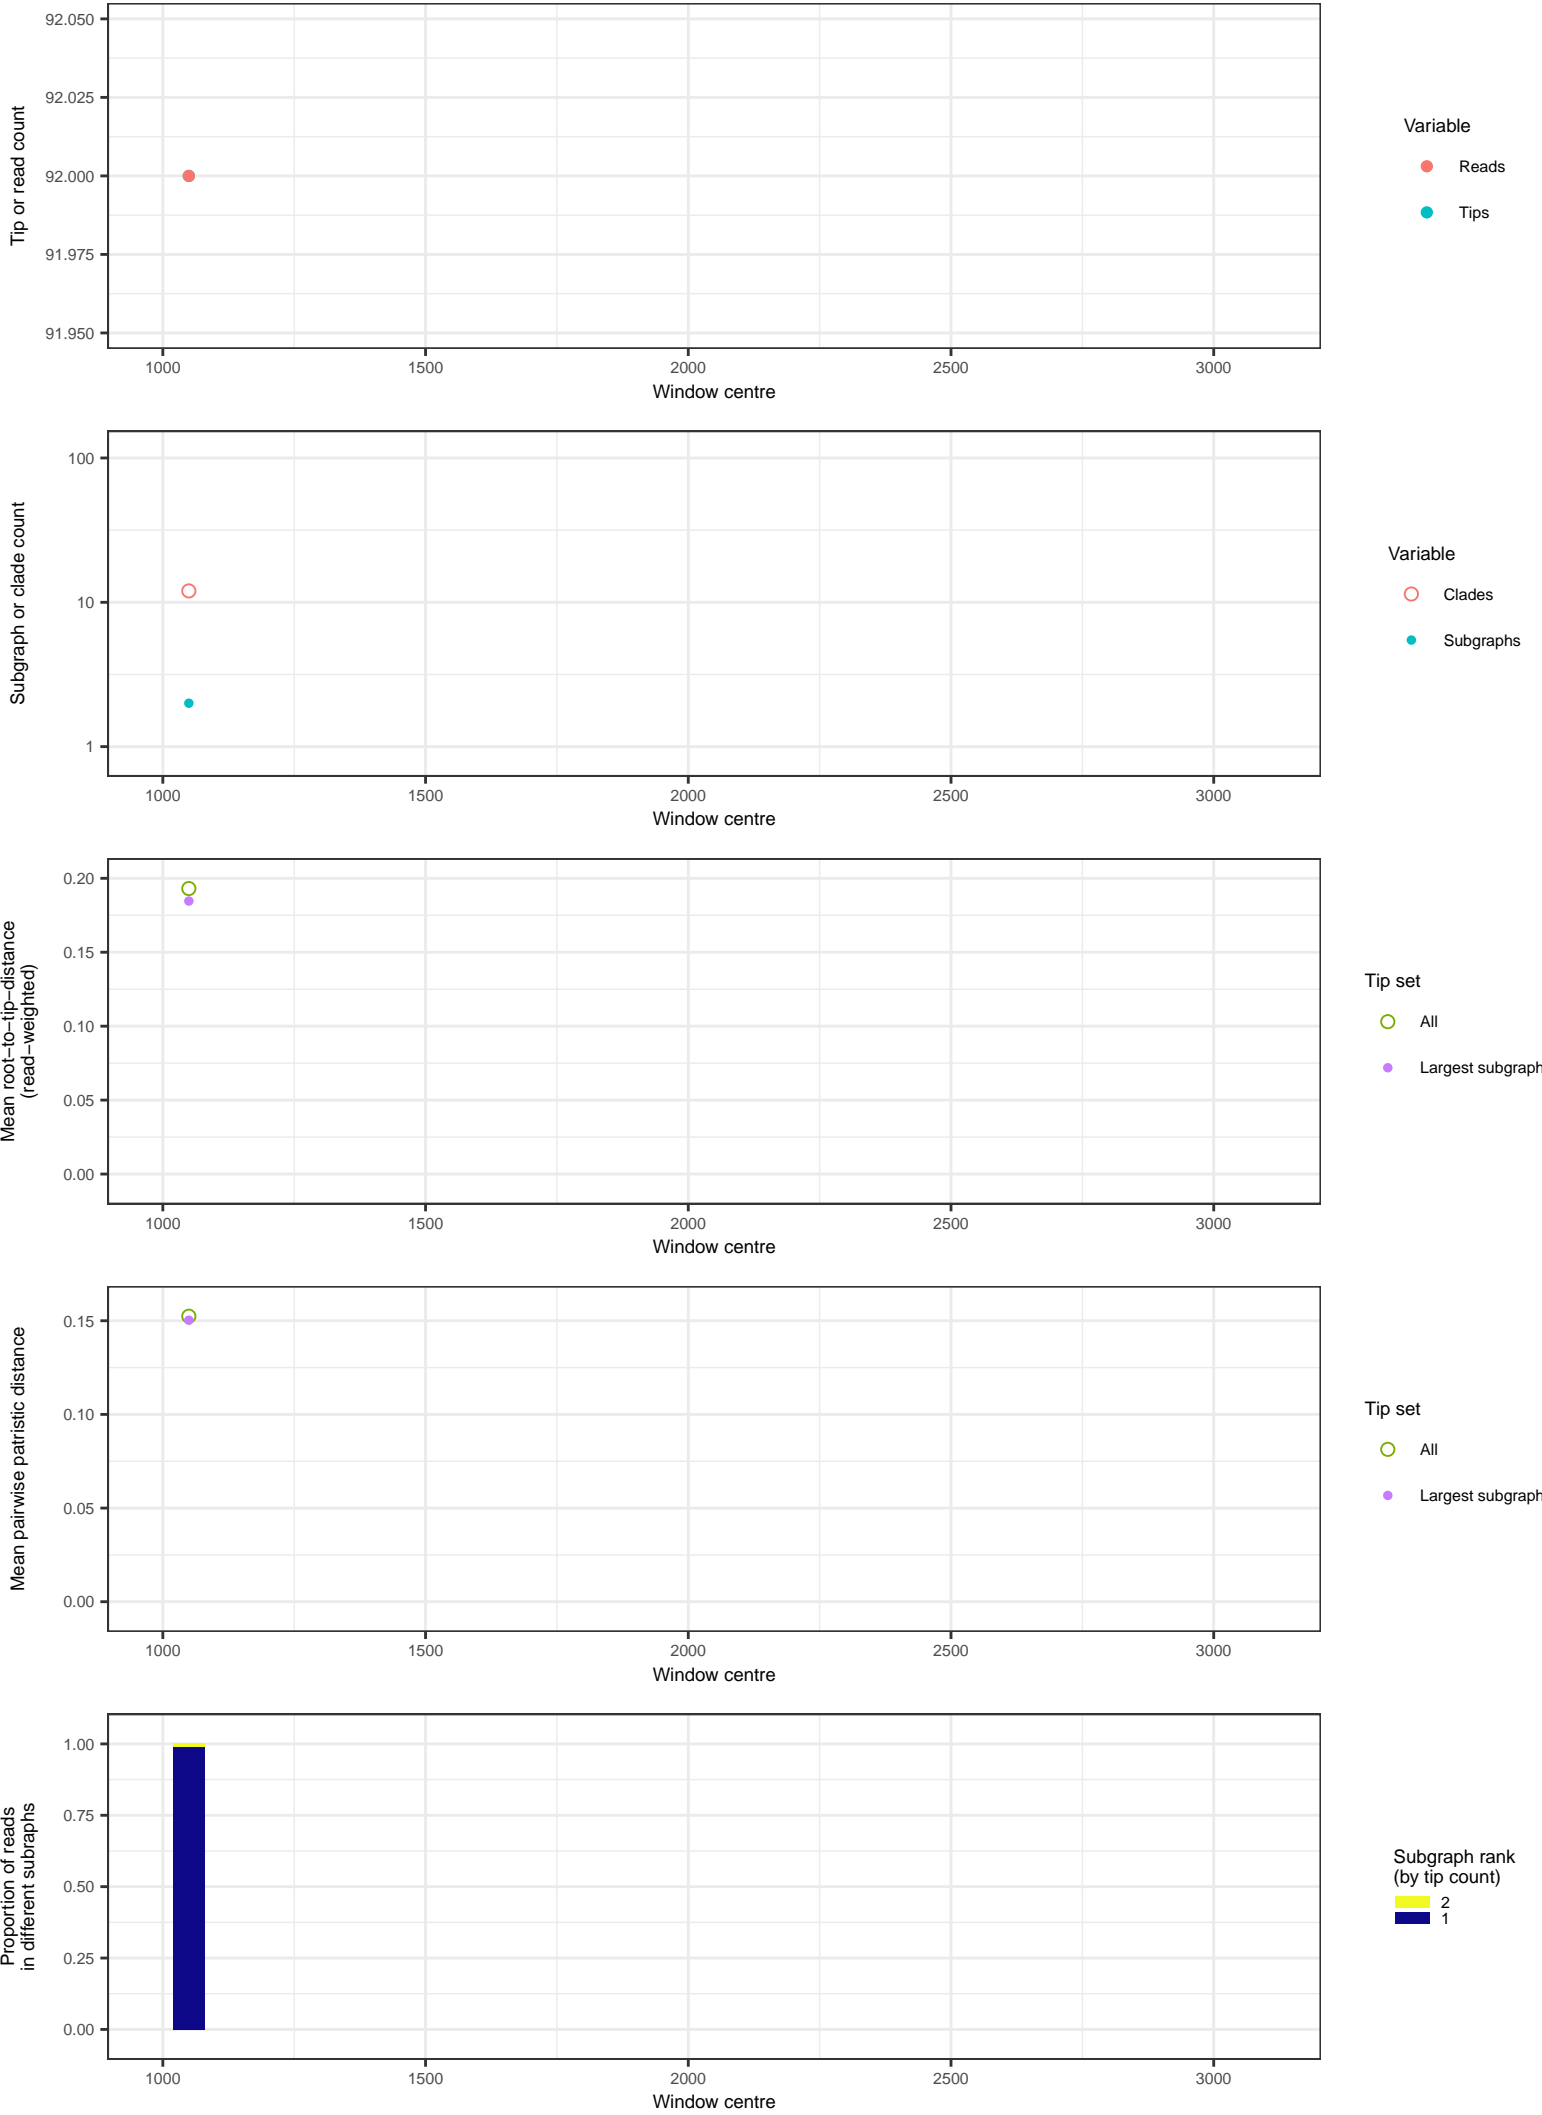 92.050
92.025
92.000
91.975
91.950
Tip or read count
1000 1500 2000 2500 3000
Window centre
Variable
Reads
Tips
100
10
1
Subgraph or clade count
1000 1500 2000 2500 3000
Window centre
Variable
Clades
Subgraphs
0.20
0.15
0.10
0.05
0.00
Mean root−to−tip−distance
(read−weighted)
1000 1500 2000 2500 3000
Window centre
Tip set
All
Largest subgraph
0.15
0.10
0.05
0.00
Mean pairwise patristic distance
1000 1500 2000 2500 3000
Window centre
Tip set
All
Largest subgraph
1.00
0.75
0.50
0.25
0.00
Proportion of reads
in different subraphs
1000 1500 2000 2500 3000
Window centre
Subgraph rank
(by tip count)
2
1